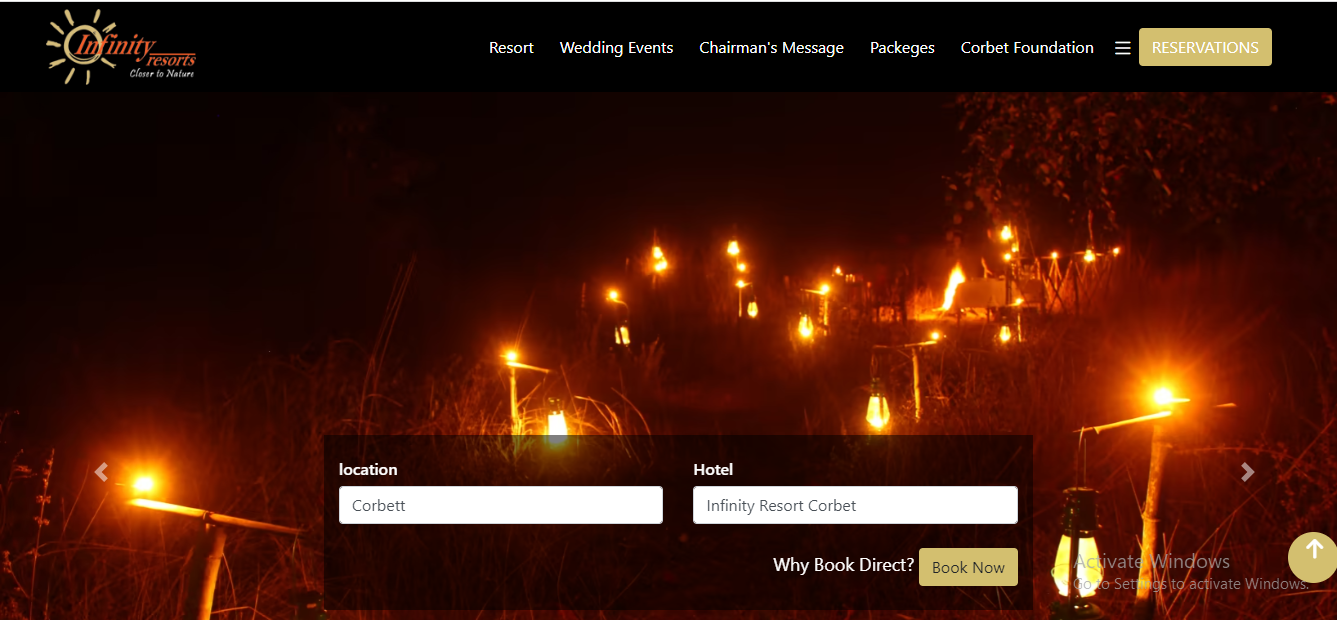 Infinity
resorts
Closer to Nature
Resort Wedding Events Chairman's Message Packeges Corbet Foundation RESERVATIONS
location Hotel
Corbett Infinity Resort Corbet
Why Book Direct? Book Now
Activate Windows
Go to Settings to activate Windows.